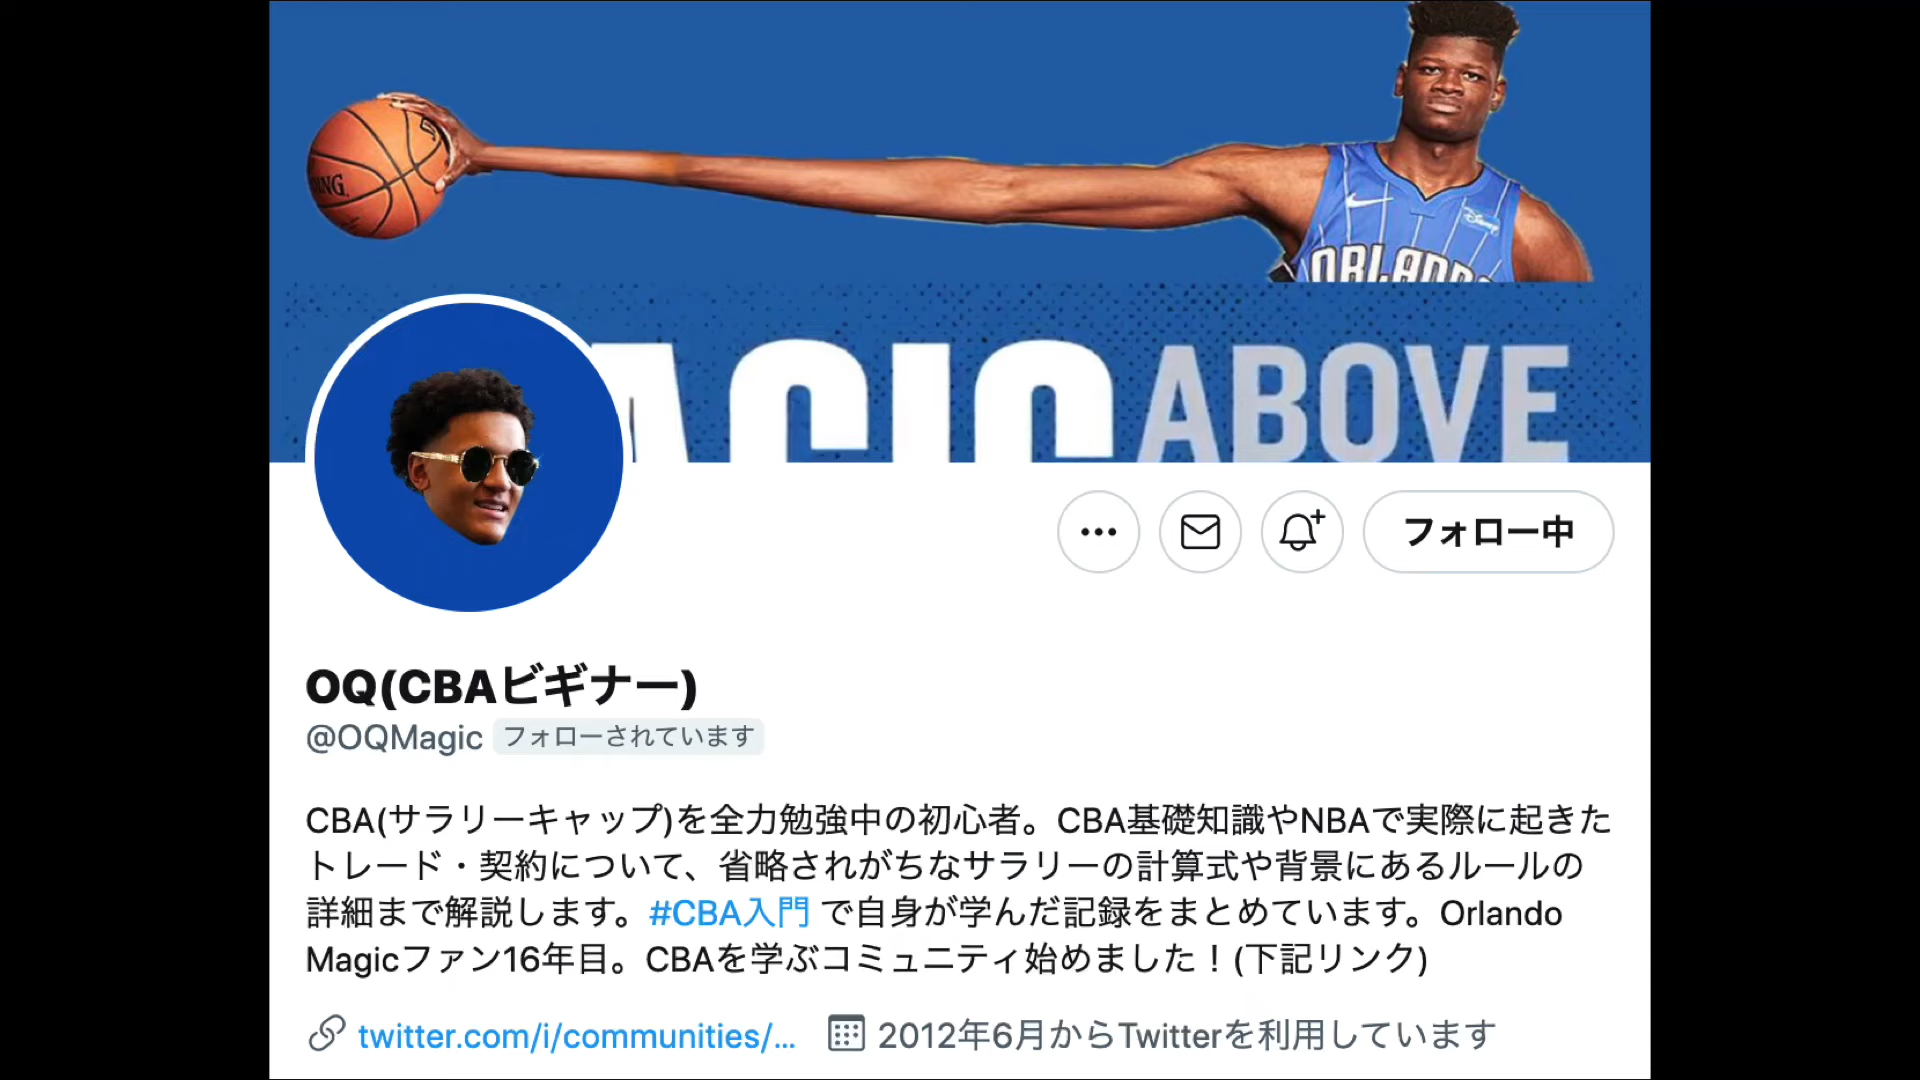 NG.
Disney
ORLANDO
MAGIC ABOVE
フォロー中
OQ(CBAビギナー)
@OQMagic フォローされています
CBA(サラリーキャップ)を全力勉強中の初心者。CBA基礎知識やNBAで実際に起きた
トレード・契約について、省略されがちなサラリーの計算式や背景にあるルールの
詳細まで解説します。#CBA入門 で自身が学んだ記録をまとめています。Orlando
Magicファン16年目。CBAを学ぶコミュニティ始めました！(下記リンク)
twitter.com/i/communities/... 2012年6月からTwitterを利用しています